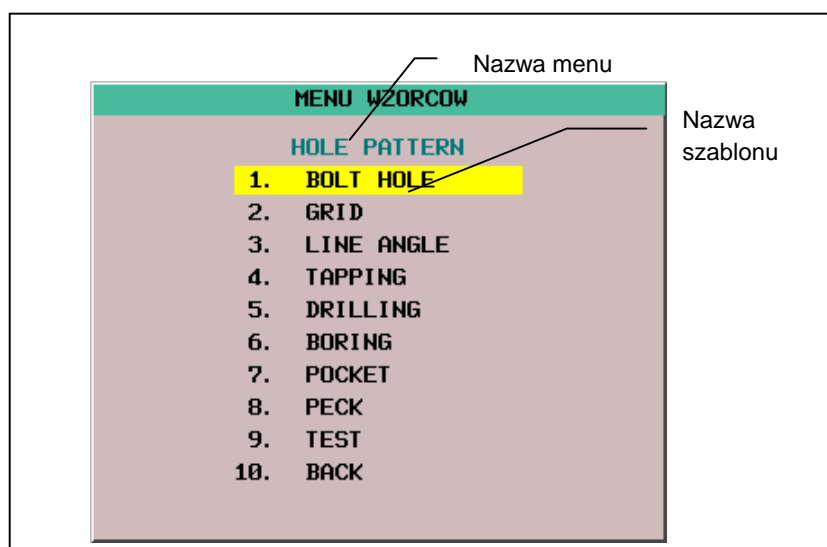 Nazwa menu
MENU WZORCOW
Nazwa
szablonu
HOLE PATTERN
1. BOLT HOLE
2. GRID
3. LINE ANGLE
4. TAPPING
5. DRILLING
6. BORING
7. POCKET
8. PECK
9. TEST
10. BACK